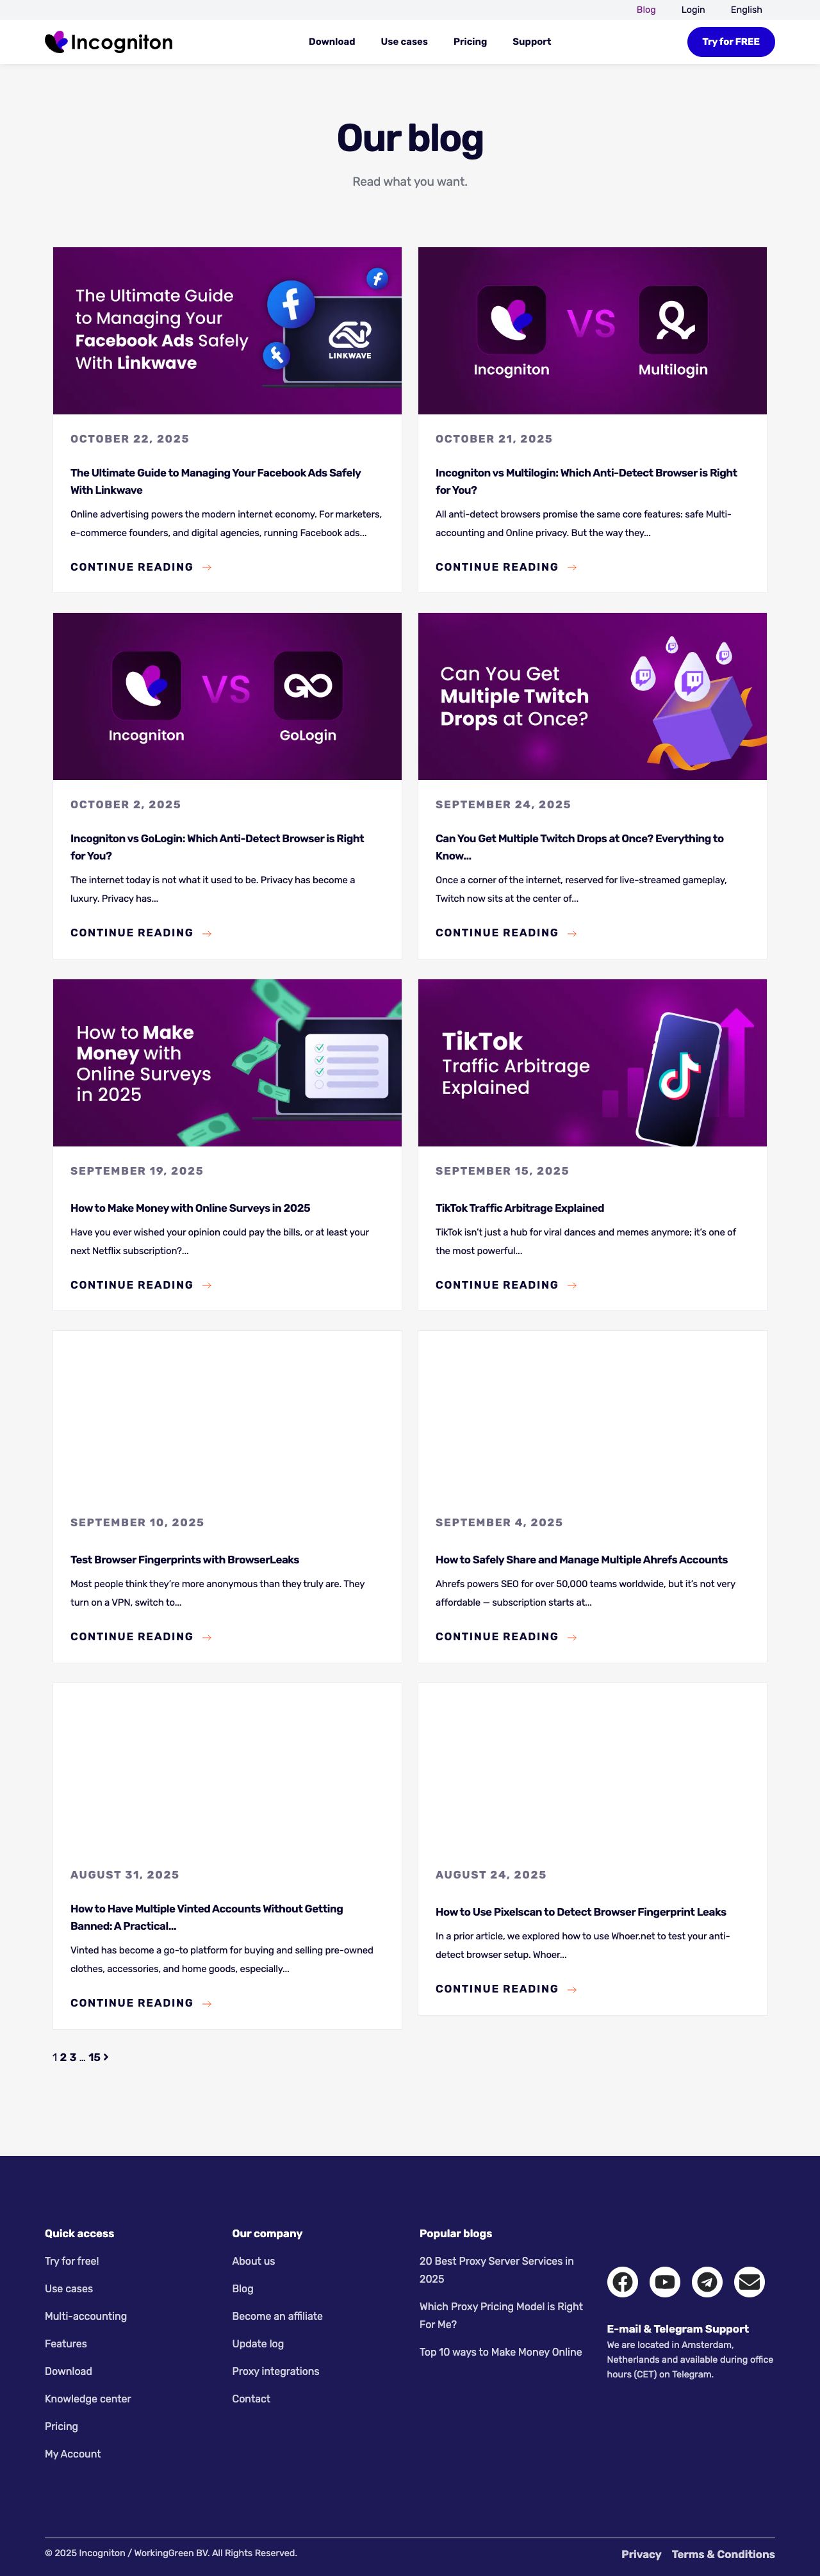 Blog Login English
Incogniton Download Use cases Pricing Support Try for FREE
Our blog
Read what you want.
The Ultimate Guide
to Managing Your
Facebook Ads Safely
With Linkwave
LINKWAVE
VS
Incogniton Multilogin
OCTOBER 22, 2025
The Ultimate Guide to Managing Your Facebook Ads Safely
With Linkwave
Online advertising powers the modern internet economy. For marketers,
e-commerce founders, and digital agencies, running Facebook ads...
CONTINUE READING →
OCTOBER 21, 2025
Incogniton vs Multilogin: Which Anti-Detect Browser is Right
for You?
All anti-detect browsers promise the same core features: safe Multi-
accounting and Online privacy. But the way they...
CONTINUE READING →
VS
Incogniton GoLogin
Can You Get
Multiple Twitch
Drops at Once?
OCTOBER 2, 2025
Incogniton vs GoLogin: Which Anti-Detect Browser is Right
for You?
The internet today is not what it used to be. Privacy has become a
luxury. Privacy has...
CONTINUE READING →
SEPTEMBER 24, 2025
Can You Get Multiple Twitch Drops at Once? Everything to
Know...
Once a corner of the internet, reserved for live-streamed gameplay,
Twitch now sits at the center of...
CONTINUE READING →
How to Make
Money with
Online Surveys
in 2025
TikTok
Traffic Arbitrage
Explained
SEPTEMBER 19, 2025
How to Make Money with Online Surveys in 2025
Have you ever wished your opinion could pay the bills, or at least your
next Netflix subscription?...
CONTINUE READING →
SEPTEMBER 15, 2025
TikTok Traffic Arbitrage Explained
TikTok isn't just a hub for viral dances and memes anymore; it's one of
the most powerful...
CONTINUE READING →
SEPTEMBER 10, 2025
Test Browser Fingerprints with BrowserLeaks
Most people think they're more anonymous than they truly are. They
turn on a VPN, switch to...
CONTINUE READING →
SEPTEMBER 4, 2025
How to Safely Share and Manage Multiple Ahrefs Accounts
Ahrefs powers SEO for over 50,000 teams worldwide, but it's not very
affordable — subscription starts at...
CONTINUE READING →
AUGUST 31, 2025
How to Have Multiple Vinted Accounts Without Getting
Banned: A Practical...
Vinted has become a go-to platform for buying and selling pre-owned
clothes, accessories, and home goods, especially...
CONTINUE READING →
AUGUST 24, 2025
How to Use Pixelscan to Detect Browser Fingerprint Leaks
In a prior article, we explored how to use Whoer.net to test your anti-
detect browser setup. Whoer...
CONTINUE READING →
1 2 3 … 15 >
Quick access
Try for free!
Use cases
Multi-accounting
Features
Download
Knowledge center
Pricing
My Account
Our company
About us
Blog
Become an affiliate
Update log
Proxy integrations
Contact
Popular blogs
20 Best Proxy Server Services in
2025
Which Proxy Pricing Model is Right
For Me?
Top 10 ways to Make Money Online
E-mail & Telegram Support
We are located in Amsterdam,
Netherlands and available during office
hours (CET) on Telegram.
© 2025 Incogniton / WorkingGreen BV. All Rights Reserved.
Privacy Terms & Conditions